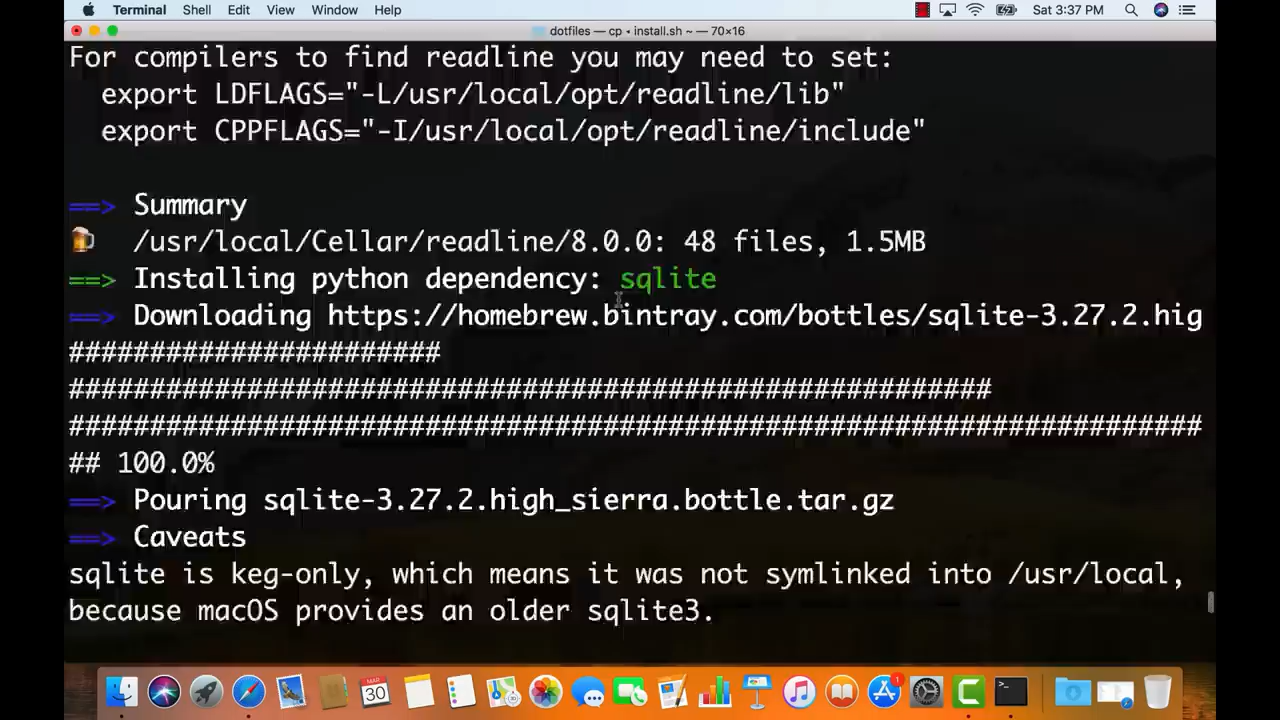 Terminal Shell Edit View Window Help Sat 3:37 PM
dotfiles — cp ◂ install.sh ~ — 70×16
For compilers to find readline you may need to set:
export LDFLAGS="-L/usr/local/opt/readline/lib"
export CPPFLAGS="-I/usr/local/opt/readline/include"
==> Summary
/usr/local/Cellar/readline/8.0.0: 48 files, 1.5MB
==> Installing python dependency: sqlite
==> Downloading https://homebrew.bintray.com/bottles/sqlite-3.27.2.hig
#######################
#########################################################
######################################################################
## 100.0%
==> Pouring sqlite-3.27.2.high_sierra.bottle.tar.gz
==> Caveats
sqlite is keg-only, which means it was not symlinked into /usr/local,
because macOS provides an older sqlite3.
MAR
30
1